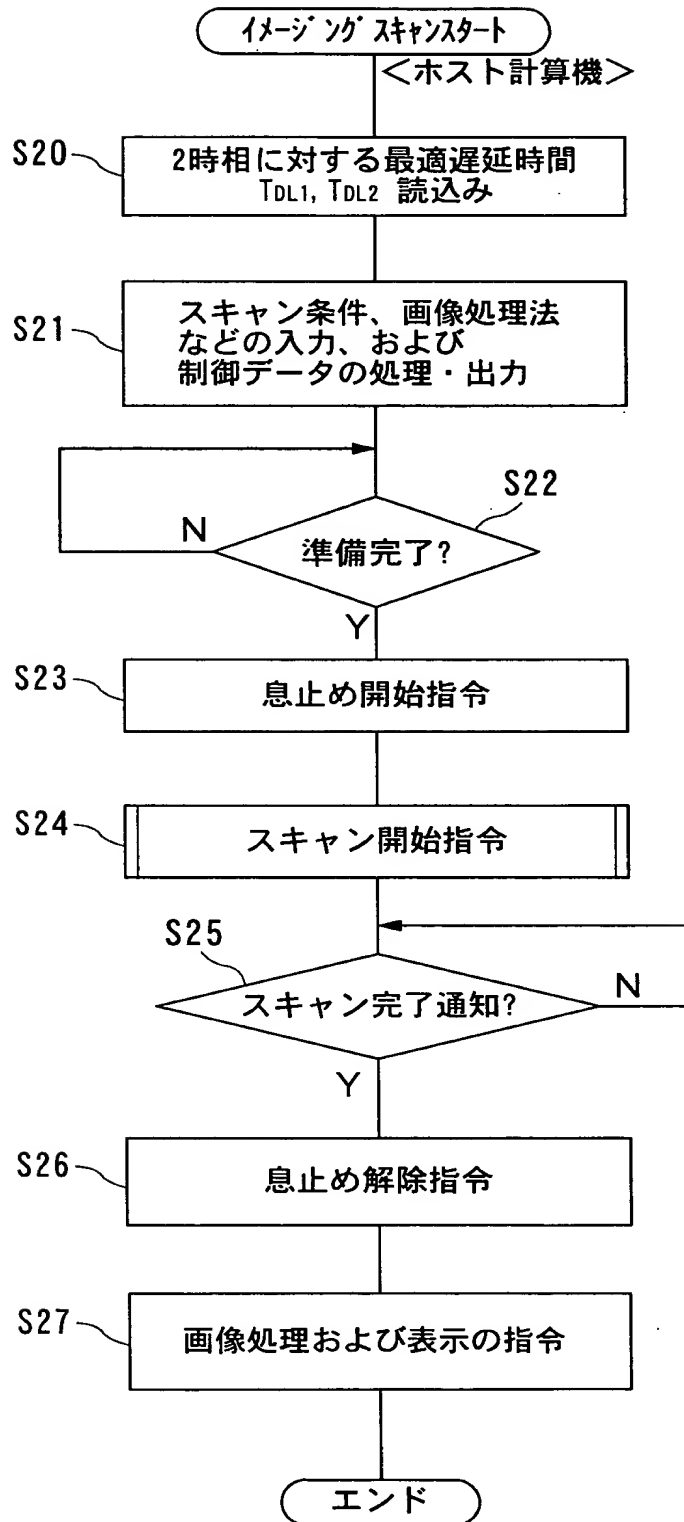 イメージング スキャンスタート
<ホスト計算機>
S20
2時相に対する最適遅延時間
TDL1, TDL2 読込み
S21
スキャン条件、画像処理法
などの入力、および
制御データの処理・出力
S22
N
準備完了?
Y
S23
息止め開始指令
S24
スキャン開始指令
S25
スキャン完了通知?
N
Y
S26
息止め解除指令
S27
画像処理および表示の指令
エンド